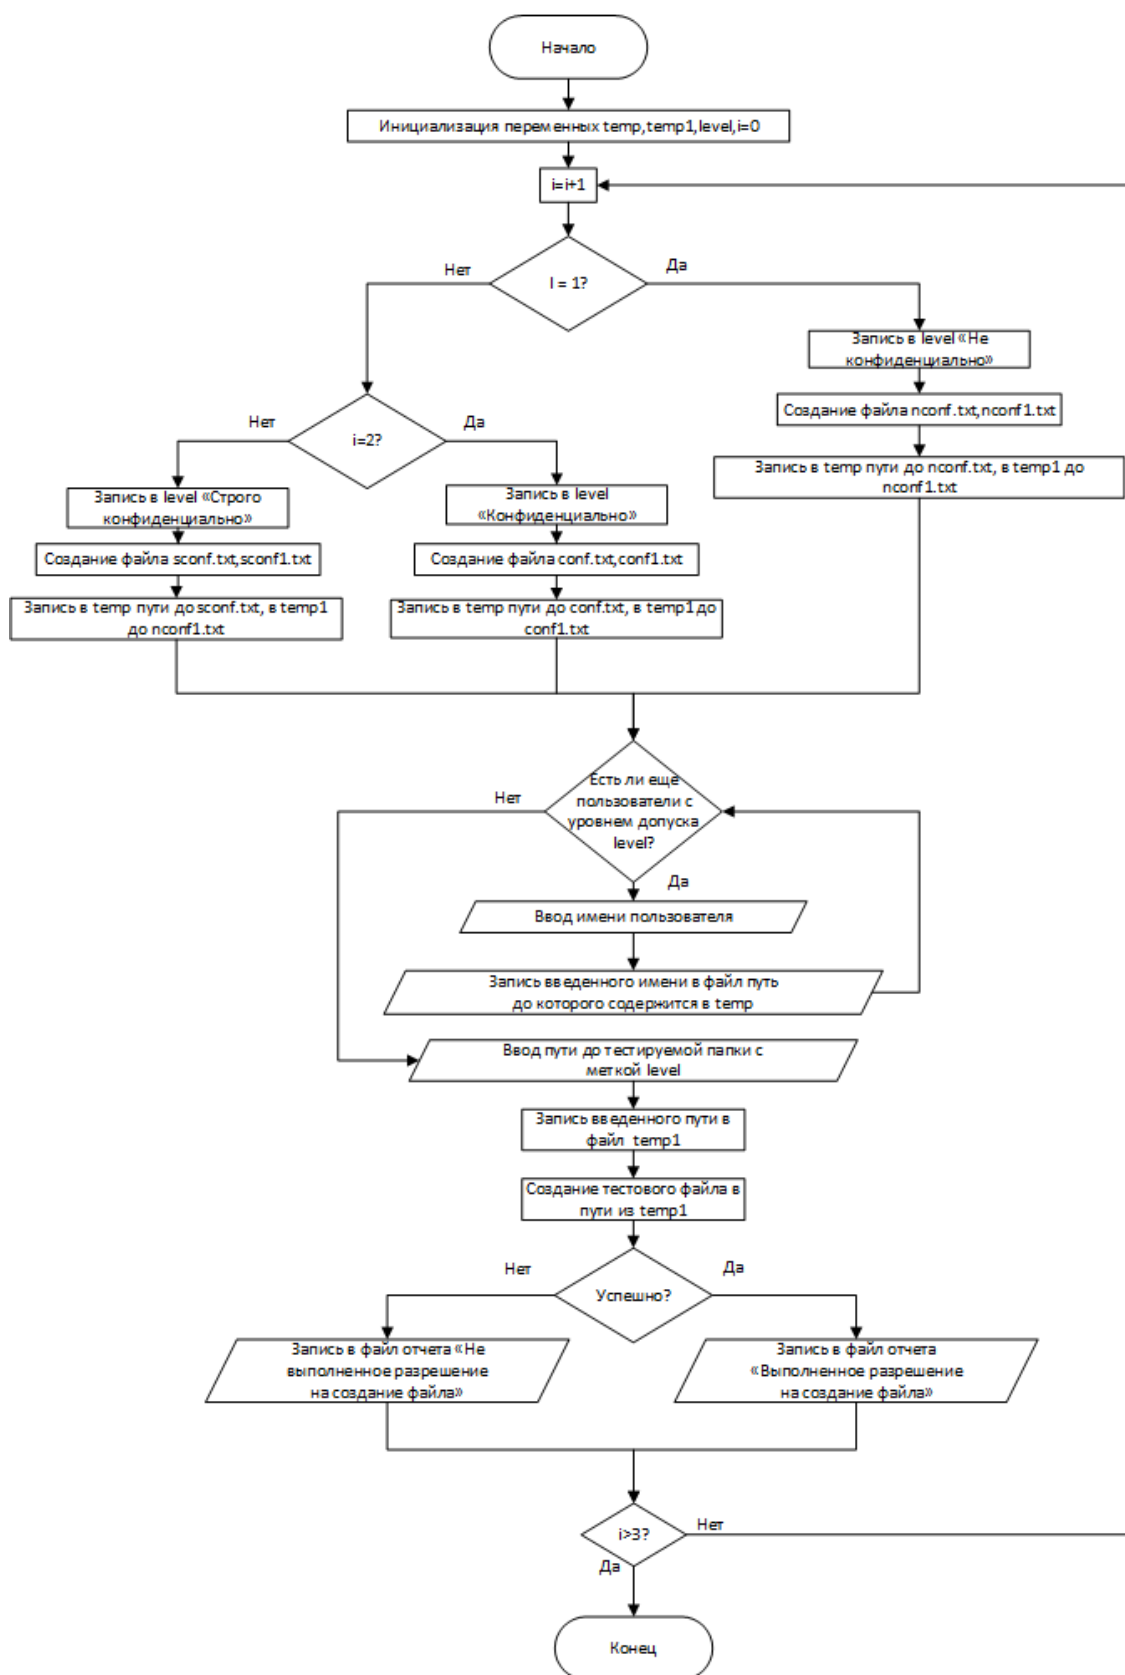 Начало
Инициализация переменных temp,temp1,level,i=0
i=i+1
Нет
Да
I = 1?
Запись в level «Не
конфиденциально»
Создание файла nconf.txt,nconf1.txt
Запись в temp пути до nconf.txt, в temp1 до
nconf1.txt
Нет
Да
i=2?
Запись в level «Строго
конфиденциально»
Создание файла sconf.txt,sconf1.txt
Запись в temp пути до sconf.txt, в temp1
до nconf1.txt
Запись в level
«Конфиденциально»
Создание файла conf.txt,conf1.txt
Запись в temp пути до conf.txt, в temp1 до
conf1.txt
Есть ли еще
пользователи с
уровнем допуска
level?
Нет
Да
Ввод имени пользователя
Запись введенного имени в файл путь
до которого содержится в temp
Ввод пути до тестируемой папки с
меткой level
Запись введенного пути в
файл temp1
Создание тестового файла в
пути из temp1
Нет
Да
Успешно?
Запись в файл отчета «Не
выполненное разрешение
на создание файла»
Запись в файл отчета
«Выполненное разрешение
на создание файла»
i>3?
Нет
Да
Конец